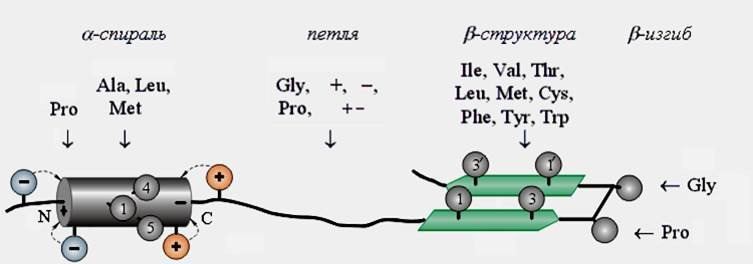 α-спираль петля β-структура β-изгиб
Pro
Ala, Leu,
Met
Gly, +, −,
Pro, +−
Ile, Val, Thr,
Leu, Met, Cys,
Phe, Tyr, Trp
− + 4 3′ 1′
N + 1 − C 1 3 ← Gly
5
− + ← Pro